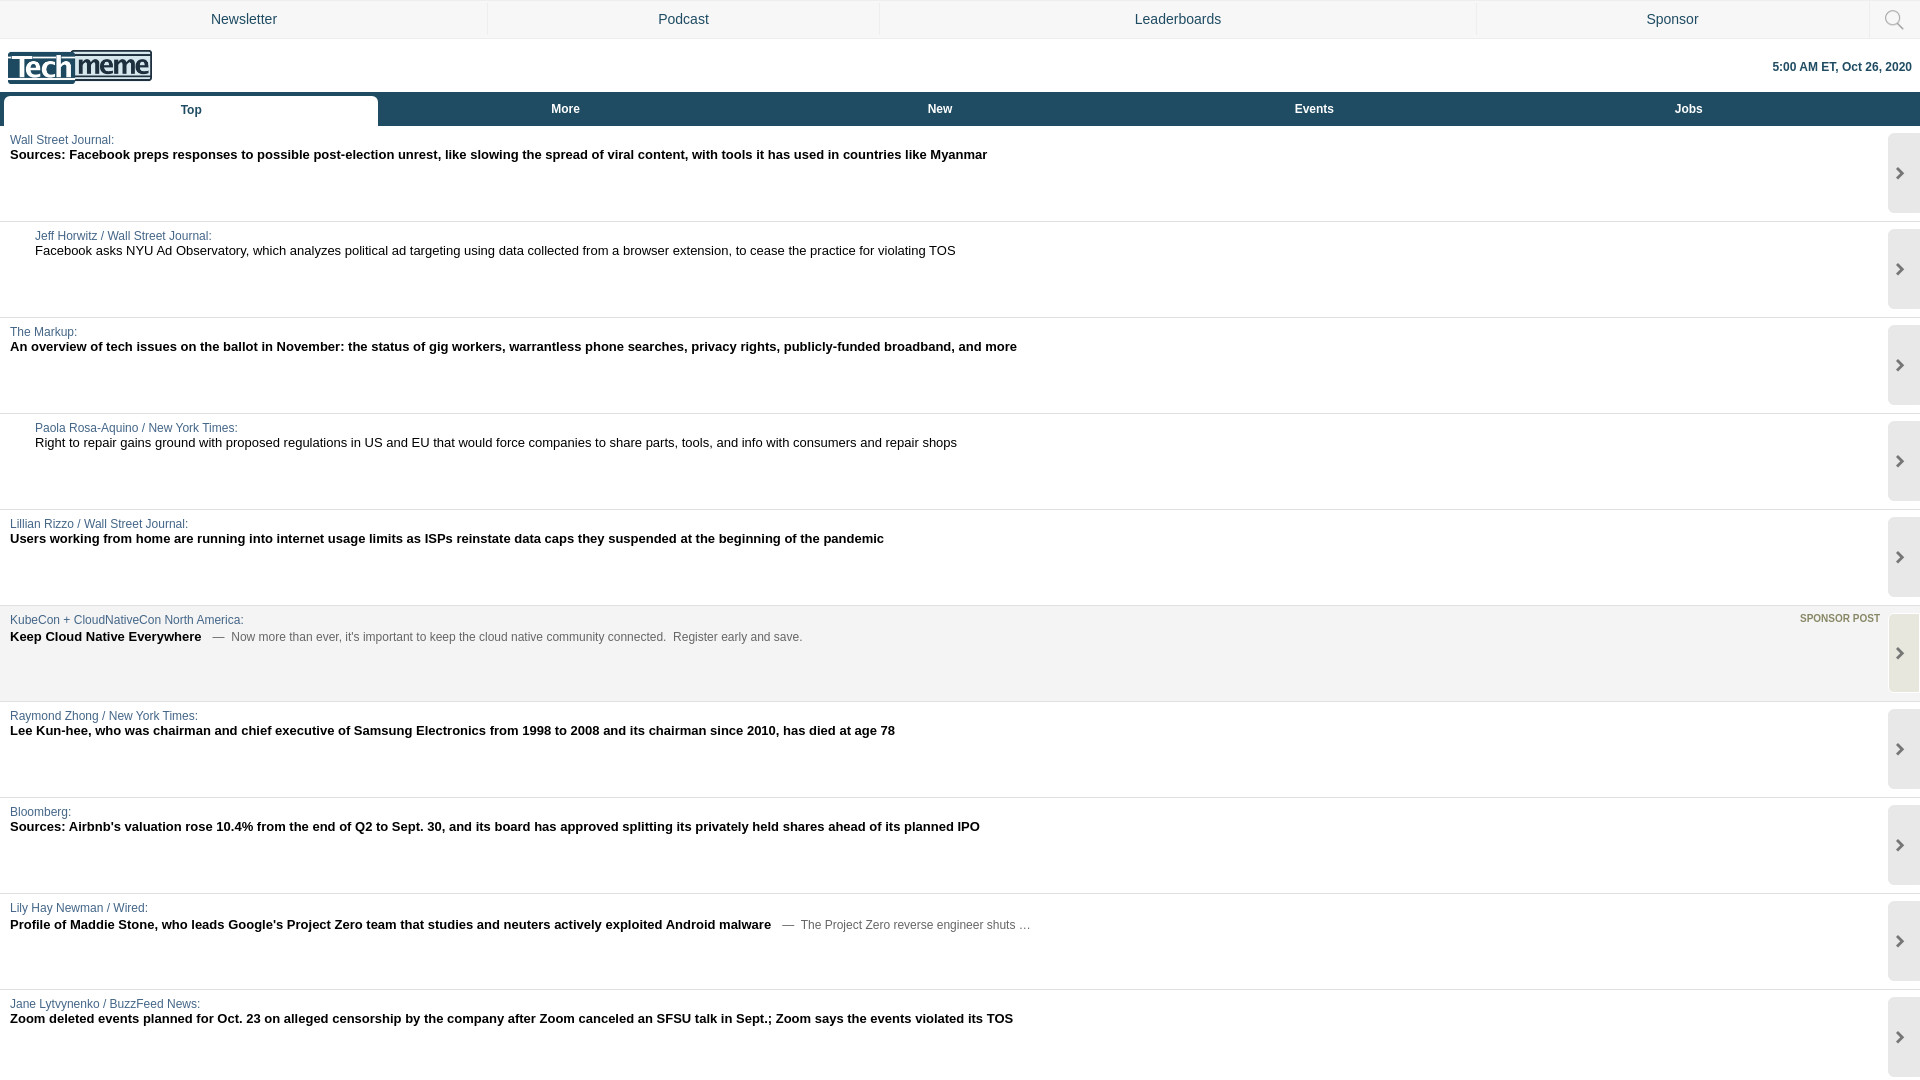 Newsletter
Podcast
Leaderboards
Sponsor
Techmeme
5:00 AM ET, Oct 26, 2020
Top
More
New
Events
Jobs
Wall Street Journal:
Sources: Facebook preps responses to possible post-election unrest, like slowing the spread of viral content, with tools it has used in countries like Myanmar
Jeff Horwitz / Wall Street Journal:
Facebook asks NYU Ad Observatory, which analyzes political ad targeting using data collected from a browser extension, to cease the practice for violating TOS
The Markup:
An overview of tech issues on the ballot in November: the status of gig workers, warrantless phone searches, privacy rights, publicly-funded broadband, and more
Paola Rosa-Aquino / New York Times:
Right to repair gains ground with proposed regulations in US and EU that would force companies to share parts, tools, and info with consumers and repair shops
Lillian Rizzo / Wall Street Journal:
Users working from home are running into internet usage limits as ISPs reinstate data caps they suspended at the beginning of the pandemic
KubeCon + CloudNativeCon North America:
SPONSOR POST
Keep Cloud Native Everywhere — Now more than ever, it's important to keep the cloud native community connected. Register early and save.
Raymond Zhong / New York Times:
Lee Kun-hee, who was chairman and chief executive of Samsung Electronics from 1998 to 2008 and its chairman since 2010, has died at age 78
Bloomberg:
Sources: Airbnb's valuation rose 10.4% from the end of Q2 to Sept. 30, and its board has approved splitting its privately held shares ahead of its planned IPO
Lily Hay Newman / Wired:
Profile of Maddie Stone, who leads Google's Project Zero team that studies and neuters actively exploited Android malware — The Project Zero reverse engineer shuts …
Jane Lytvynenko / BuzzFeed News:
Zoom deleted events planned for Oct. 23 on alleged censorship by the company after Zoom canceled an SFSU talk in Sept.; Zoom says the events violated its TOS